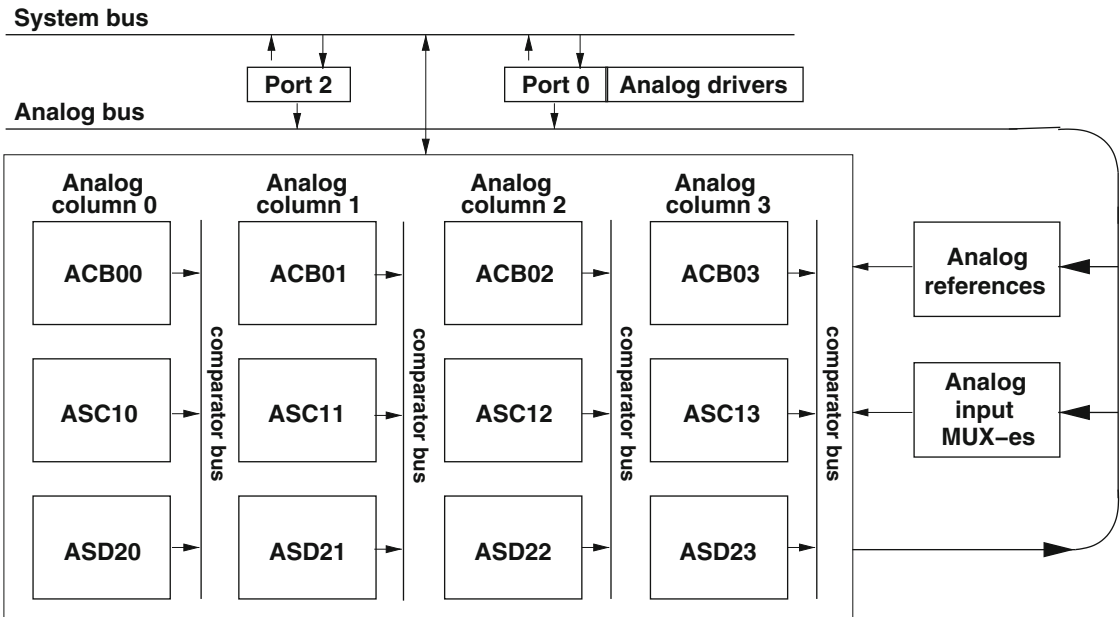 System bus
Port 2
Port 0
Analog drivers
Analog bus
Analog
column 0
Analog
column 1
Analog
column 2
Analog
column 3
ACB00
ACB01
ACB02
ACB03
Analog
references
comparator bus
comparator bus
comparator bus
comparator bus
ASC10
ASC11
ASC12
ASC13
Analog
input
MUX−es
ASD20
ASD21
ASD22
ASD23